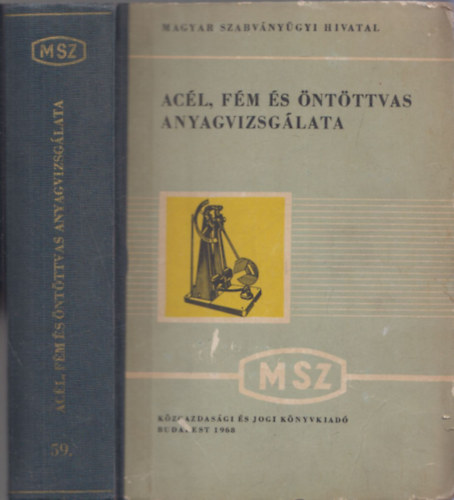 MSZ
ACÉL, FÉM ÉS ÖNTÖTTVAS ANYAGVIZSGÁLATA
59.
MAGYAR SZABVÁNYÜGYI HIVATAL
ACÉL, FÉM ÉS ÖNTÖTTVAS
ANYAGVIZSGÁLATA
MSZ
KÖZGAZDASÁGI ÉS JOGI KÖNYVKIADÓ
BUDAPEST 1968